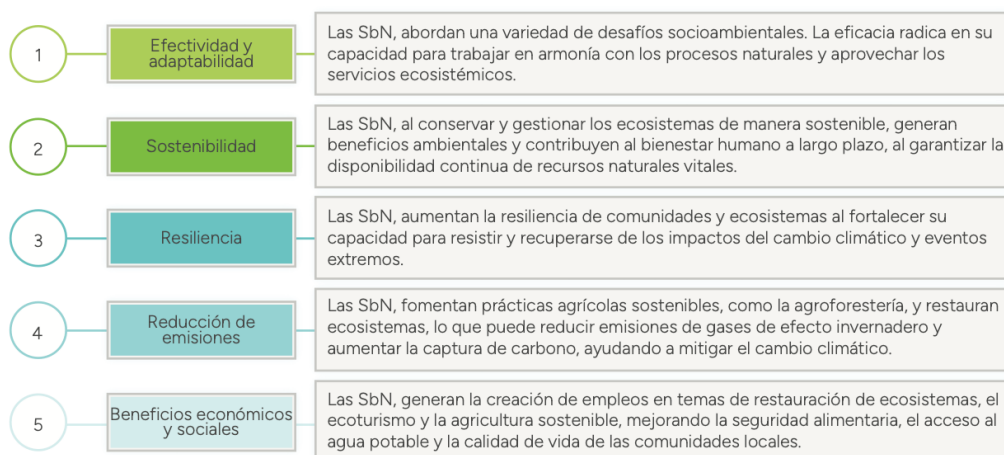 1
Efectividad y
adaptabilidad
Las SbN, abordan una variedad de desafíos socioambientales. La eficacia radica en su
capacidad para trabajar en armonía con los procesos naturales y aprovechar los
servicios ecosistémicos.
2
Sostenibilidad
Las SbN, al conservar y gestionar los ecosistemas de manera sostenible, generan
beneficios ambientales y contribuyen al bienestar humano a largo plazo, al garantizar la
disponibilidad continua de recursos naturales vitales.
3
Resiliencia
Las SbN, aumentan la resiliencia de comunidades y ecosistemas al fortalecer su
capacidad para resistir y recuperarse de los impactos del cambio climático y eventos
extremos.
4
Reducción de
emisiones
Las SbN, fomentan prácticas agrícolas sostenibles, como la agroforestería, y restauran
ecosistemas, lo que puede reducir emisiones de gases de efecto invernadero y
aumentar la captura de carbono, ayudando a mitigar el cambio climático.
5
Beneficios económicos
y sociales
Las SbN, generan la creación de empleos en temas de restauración de ecosistemas, el
ecoturismo y la agricultura sostenible, mejorando la seguridad alimentaria, el acceso al
agua potable y la calidad de vida de las comunidades locales.